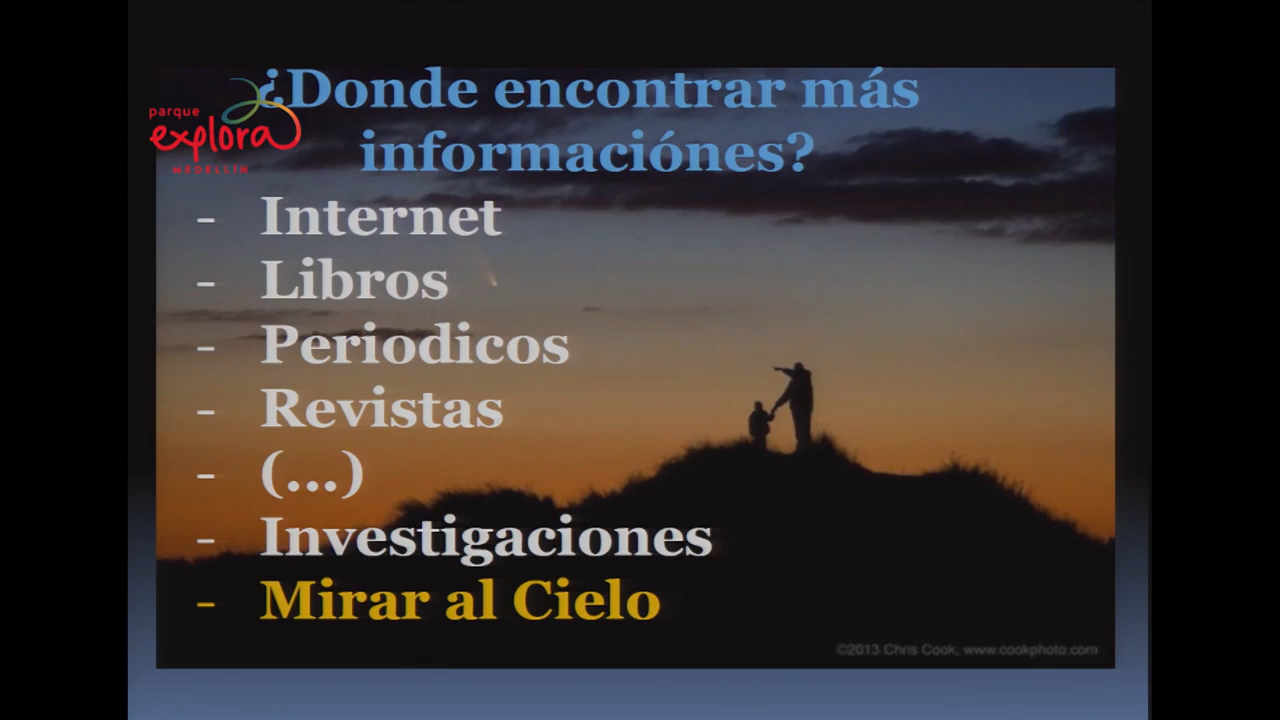 ¿Donde encontrar más
informaciónes?
parque
explora
MEDELLÍN
- Internet
- Libros
- Periodicos
- Revistas
- (...)
- Investigaciones
- Mirar al Cielo
©2013 Chris Cook, www.cookphoto.com